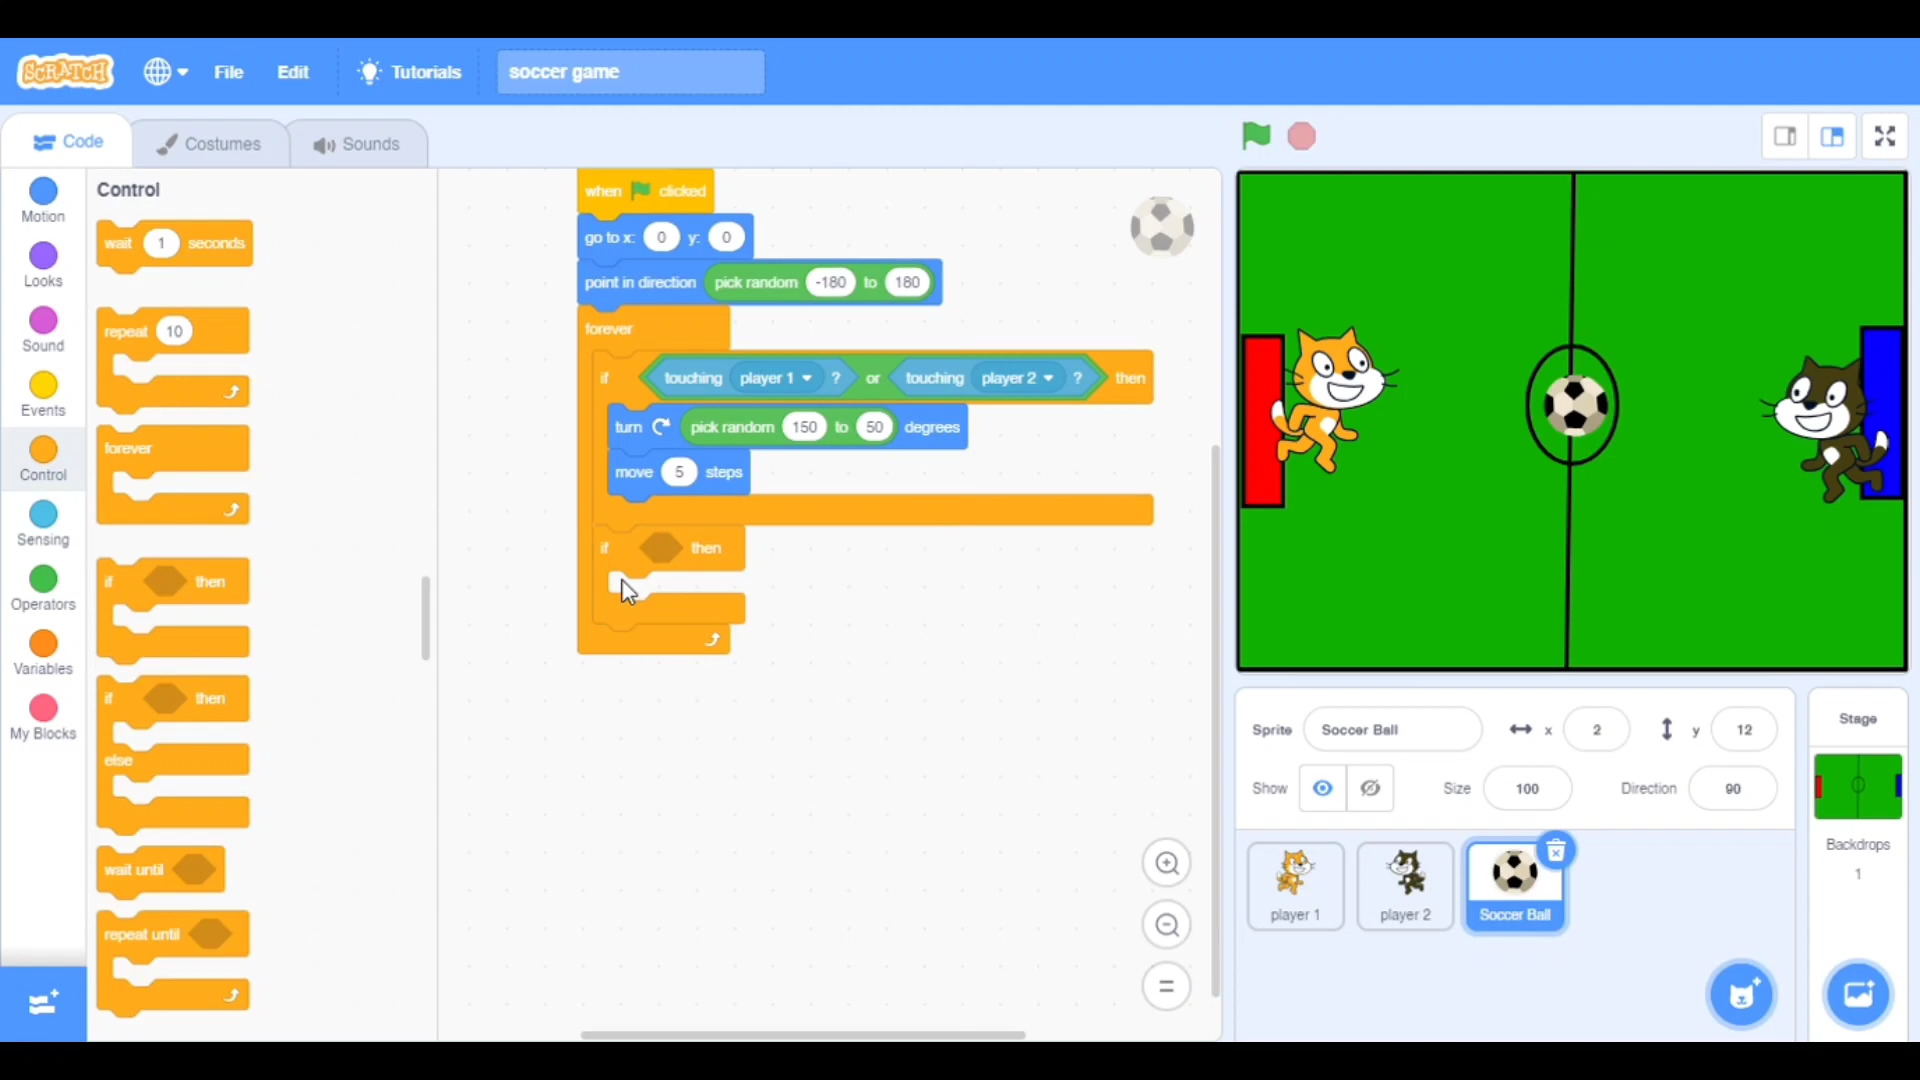 SCRATCH File Edit Tutorials soccer game
Code Costumes Sounds
Motion
Looks
Sound
Events
Control
Sensing
Operators
Variables
My Blocks
Control
wait 1 seconds
repeat 10
forever
if then
if then
else
wait until
repeat until
when clicked
go to x: 0 y: 0
point in direction pick random -180 to 180
forever
if touching player 1 ? or touching player 2 ? then
turn pick random 150 to 50 degrees
move 5 steps
if then
Sprite Soccer Ball x 2 y 12
Show Size 100 Direction 90
player 1 player 2 Soccer Ball
Stage
Backdrops
1